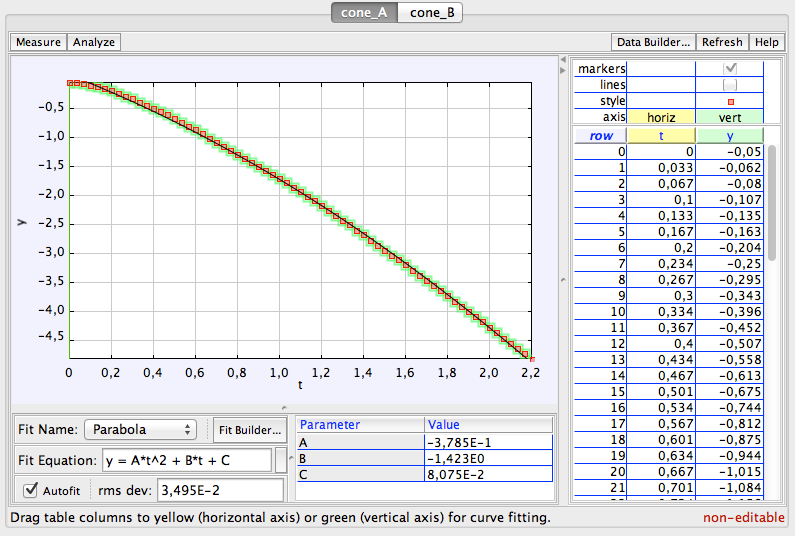 cone_A cone_B
Measure Analyze Data Builder... Refresh Help
markers
lines
style
axis horiz vert
row t y
0 0 -0,05
1 0,033 -0,062
2 0,067 -0,08
3 0,1 -0,107
4 0,133 -0,135
5 0,167 -0,163
6 0,2 -0,204
7 0,234 -0,25
8 0,267 -0,295
9 0,3 -0,343
10 0,334 -0,396
11 0,367 -0,452
12 0,4 -0,507
13 0,434 -0,558
14 0,467 -0,613
15 0,501 -0,675
16 0,534 -0,744
17 0,567 -0,812
18 0,601 -0,875
19 0,634 -0,944
20 0,667 -1,015
21 0,701 -1,084
-0,5
-1,0
-1,5
-2,0
-2,5
-3,0
-3,5
-4,0
-4,5
y
0 0,2 0,4 0,6 0,8 1,0 1,2 1,4 1,6 1,8 2,0 2,2
t
Fit Name: Parabola Fit Builder...
Fit Equation: y = A*t^2 + B*t + C
Autofit rms dev: 3,495E-2
Parameter Value
A -3,785E-1
B -1,423E0
C 8,075E-2
Drag table columns to yellow (horizontal axis) or green (vertical axis) for curve fitting. non-editable